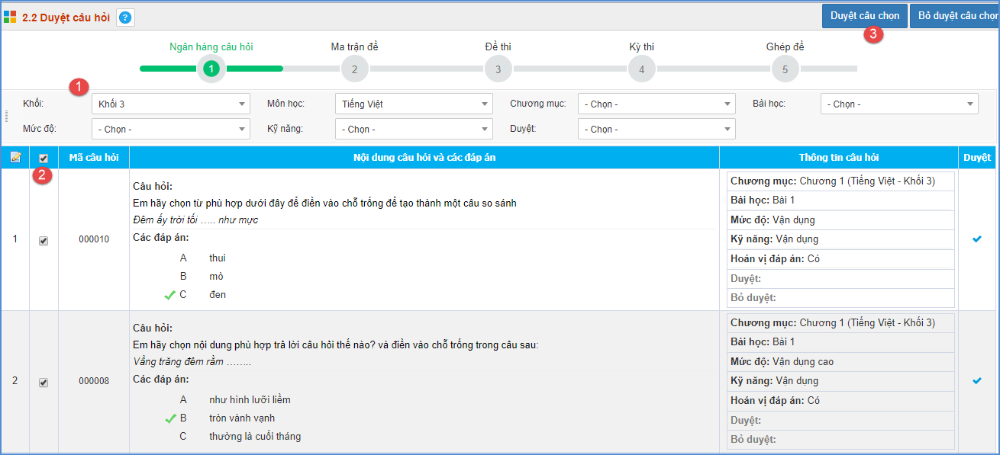 2.2 Duyệt câu hỏi ?
Duyệt câu chọn
Bỏ duyệt câu chọn
3
Ngân hàng câu hỏi
Ma trận đề
Đề thi
Kỳ thi
Ghép đề
1
2
3
4
5
1
Khối: Khối 3
Môn học: Tiếng Việt
Chương mục: - Chọn -
Bài học: - Chọn -
Mức độ: - Chọn -
Kỹ năng: - Chọn -
Duyệt: - Chọn -
Mã câu hỏi
Nội dung câu hỏi và các đáp án
Thông tin câu hỏi
Duyệt
2
1
000010
Câu hỏi:
Em hãy chọn từ phù hợp dưới đây để điền vào chỗ trống để tạo thành một câu so sánh
Đêm ấy trời tối ….. như mực
Các đáp án:
A thui
B mò
C đen
Chương mục: Chương 1 (Tiếng Việt - Khối 3)
Bài học: Bài 1
Mức độ: Vận dụng
Kỹ năng: Vận dụng
Hoán vị đáp án: Có
Duyệt:
Bỏ duyệt:
2
000008
Câu hỏi:
Em hãy chọn nội dung phù hợp trả lời câu hỏi thế nào? và điền vào chỗ trống trong câu sau:
Vầng trăng đêm rằm ……..
Các đáp án:
A như hình lưỡi liềm
B tròn vành vạnh
C thường là cuối tháng
Chương mục: Chương 1 (Tiếng Việt - Khối 3)
Bài học: Bài 1
Mức độ: Vận dụng cao
Kỹ năng: Vận dụng
Hoán vị đáp án: Có
Duyệt:
Bỏ duyệt: